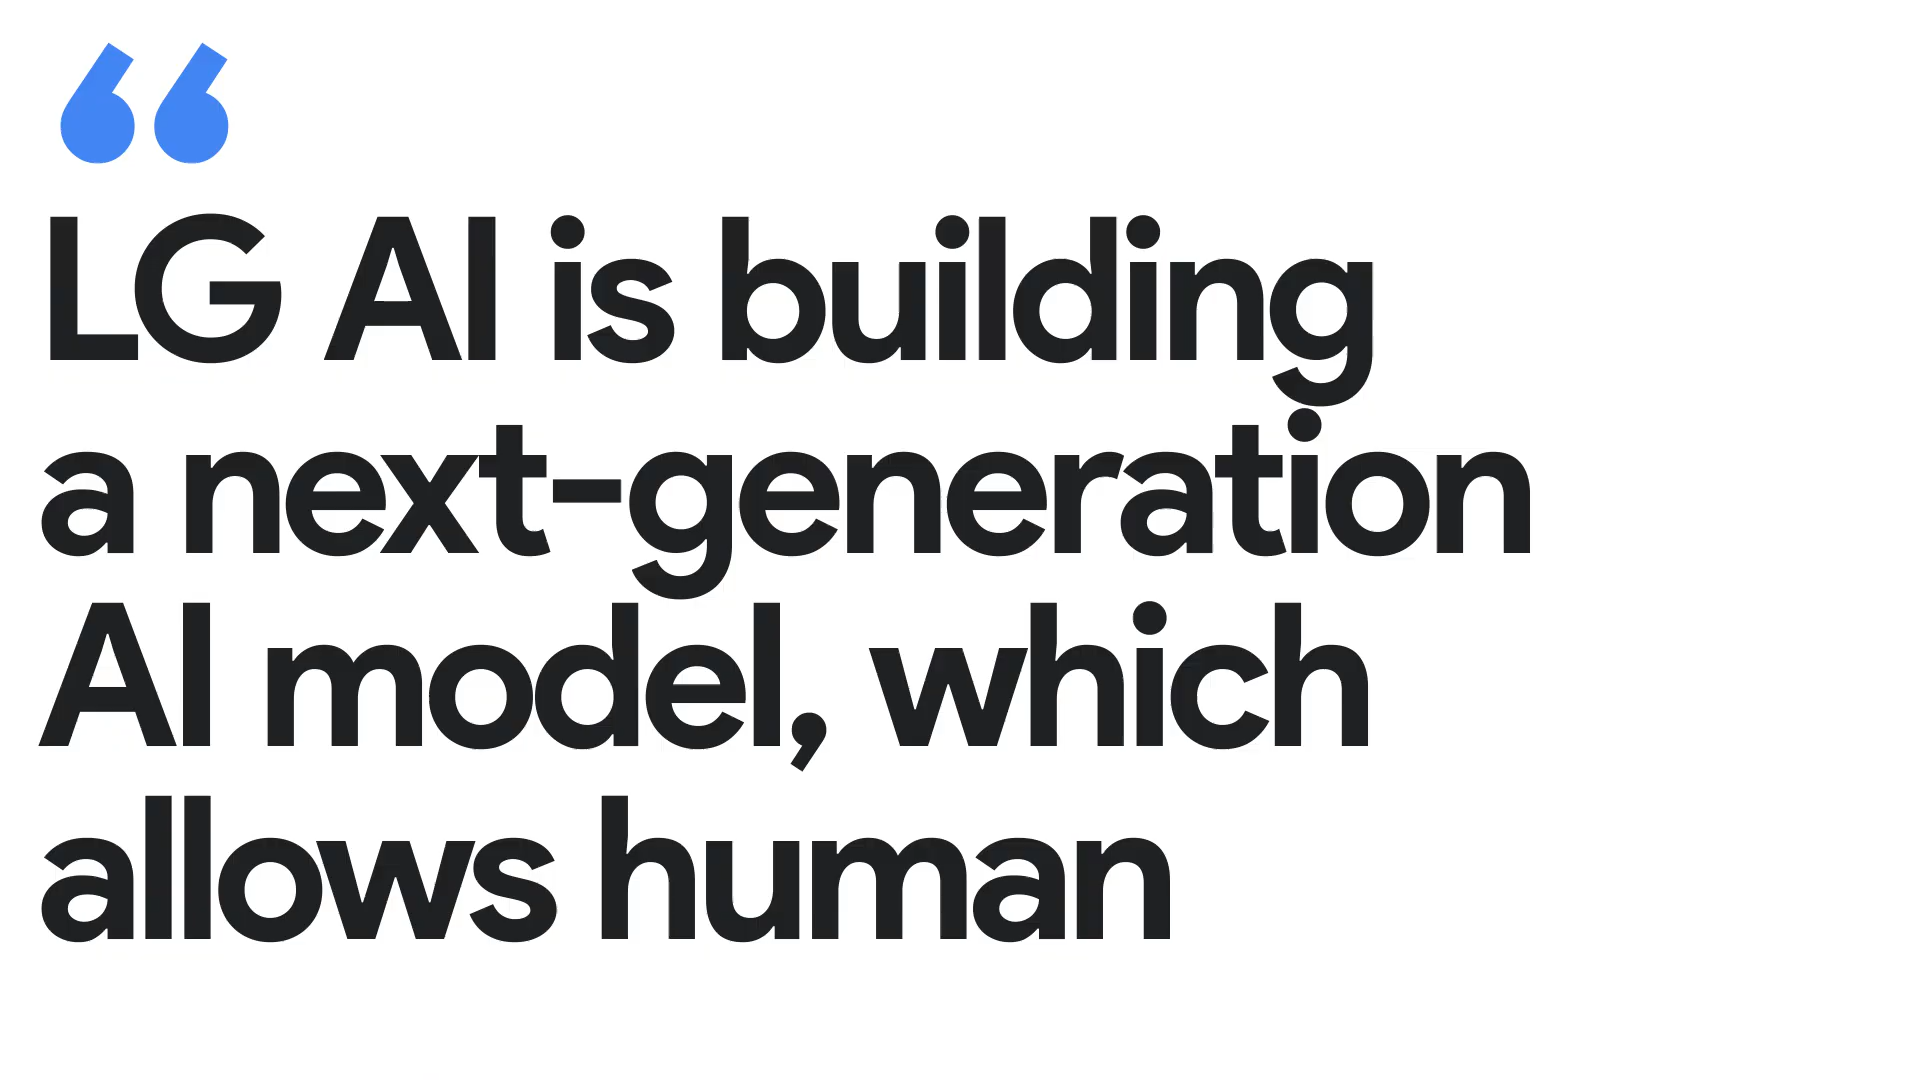 “
LG AI is building
a next-generation
AI model, which
allows human